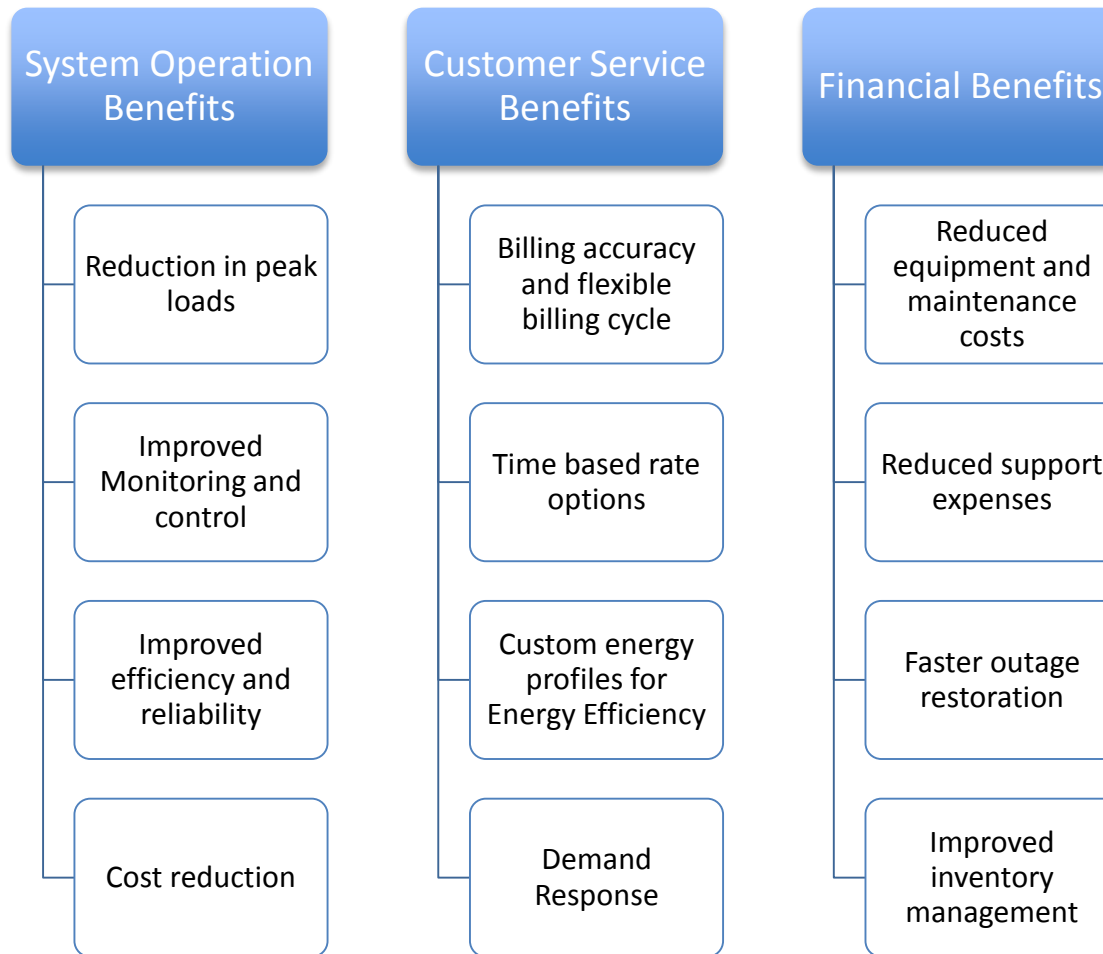 System Operation
Benefits
Reduction in peak
loads
Improved
Monitoring and
control
Improved
efficiency and
reliability
Cost reduction
Customer Service
Benefits
Billing accuracy
and flexible
billing cycle
Time based rate
options
Custom energy
profiles for
Energy Efficiency
Demand
Response
Financial Benefits
Reduced
equipment and
maintenance
costs
Reduced support
expenses
Faster outage
restoration
Improved
inventory
management